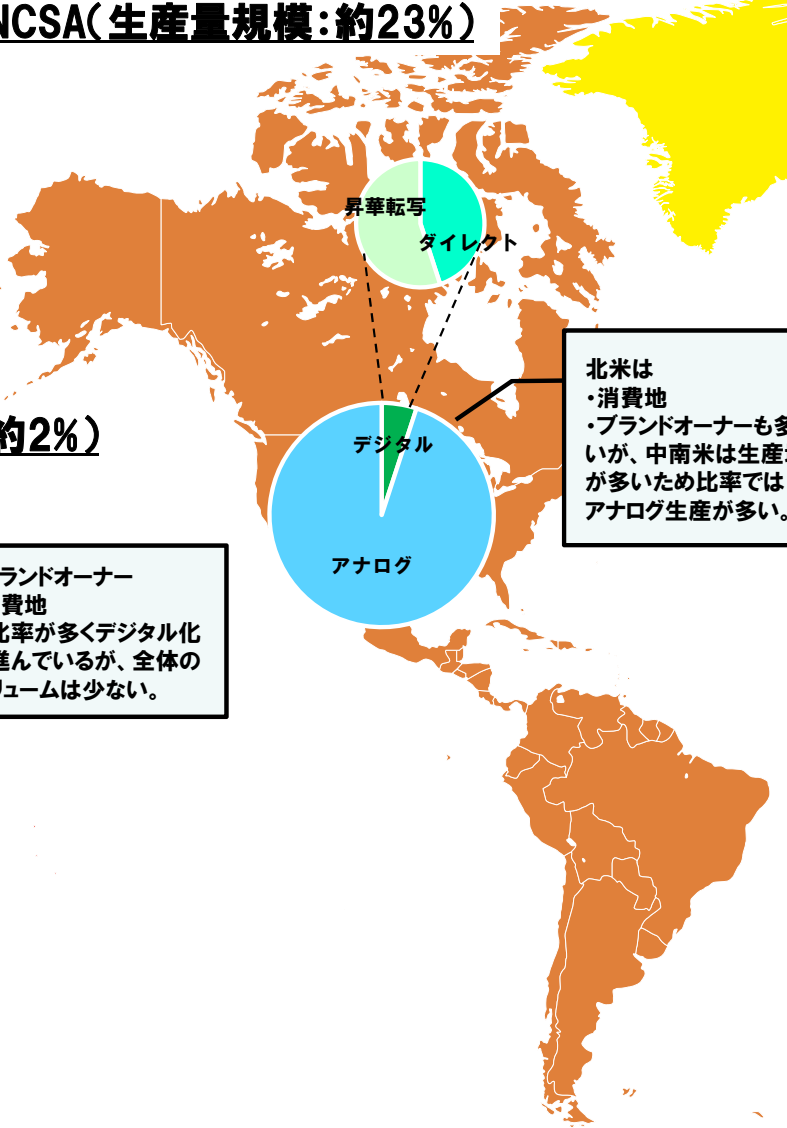 NCSA(生産量規模:約23%)
昇華転写
ダイレクト
北米は
・消費地
・ブランドオーナーも多
いが、中南米は生産
が多いため比率では
アナログ生産が多い。
約2%)
デジタル
アナログ
ランドオーナー
費地
比率が多くデジタル化
進んでいるが、全体の
リュームは少ない。